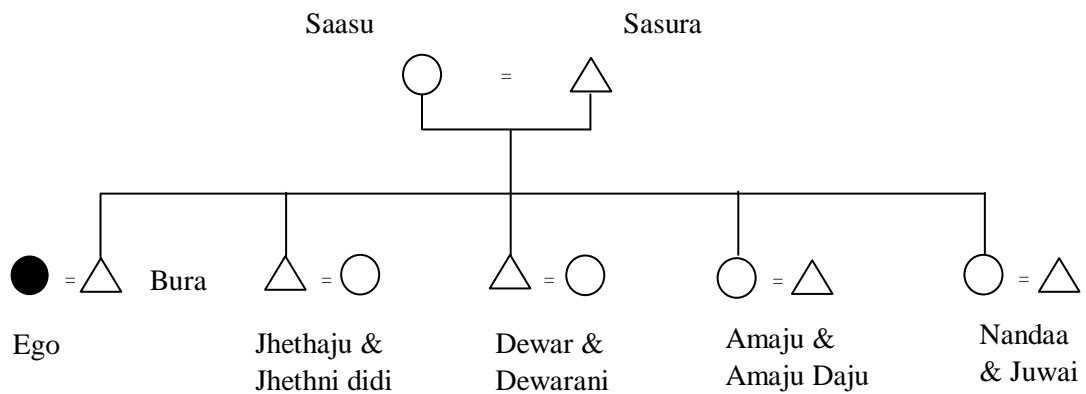 Saasu Sasura
=
= Bura = = = =
Ego
Jhethaju &
Jhethni didi
Dewar &
Dewarani
Amaju &
Amaju Daju
Nandaa
& Juwai